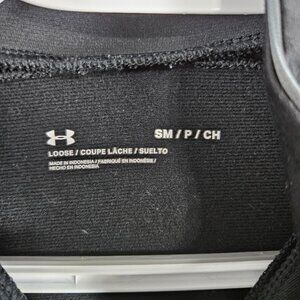 SM / P / CH
LOOSE / COUPE LÂCHE / SUELTO
MADE IN INDONESIA / FABRIQUÉ EN INDONÉSIE /
HECHO EN INDONESIA